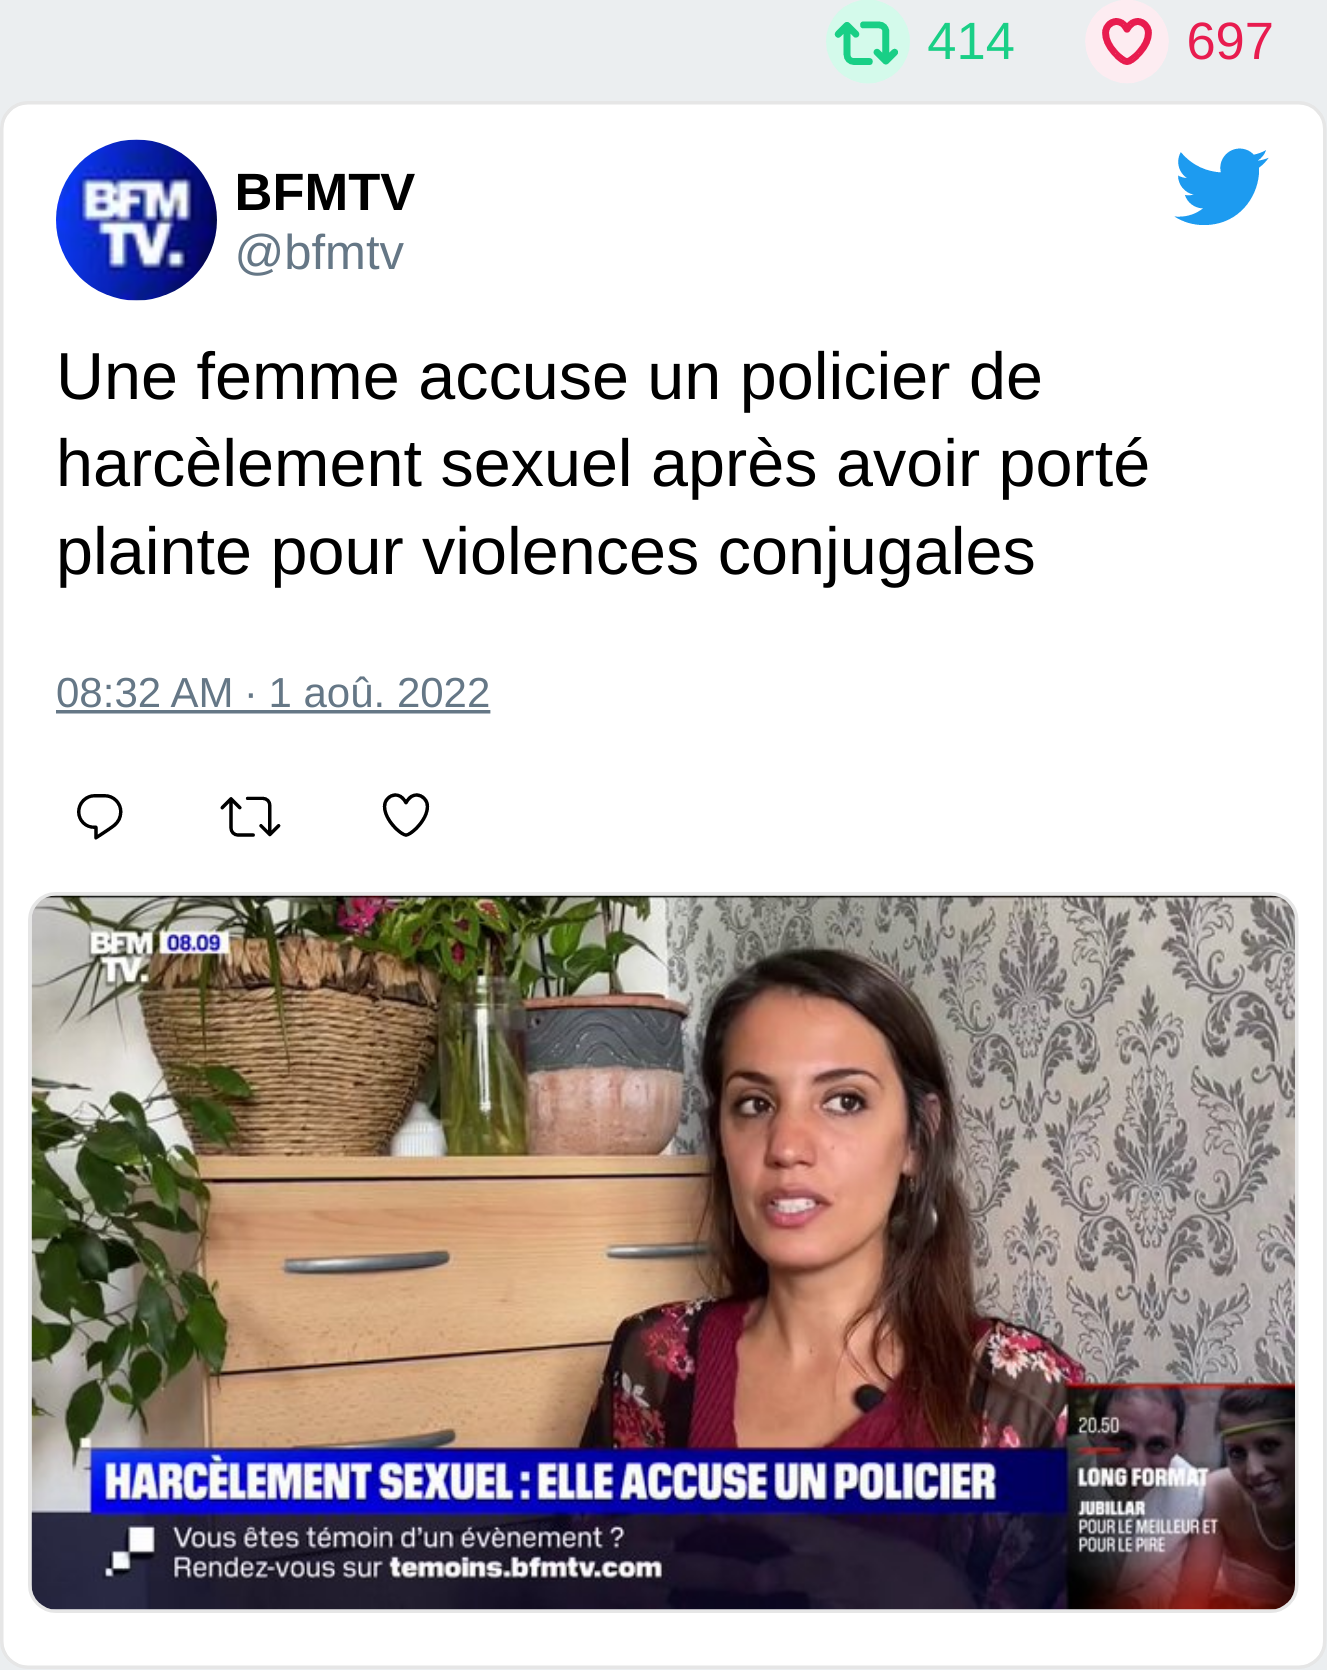 414 697
BFM
TV.
BFMTV
@bfmtv
Une femme accuse un policier de
harcèlement sexuel après avoir porté
plainte pour violences conjugales
08:32 AM · 1 aoû. 2022
BFM 08.09
TV.
HARCÈLEMENT SEXUEL : ELLE ACCUSE UN POLICIER
Vous êtes témoin d'un évènement ?
Rendez-vous sur temoins.bfmtv.com
20.50
LONG FORMAT
JUBILLAR
POUR LE MEILLEUR ET
POUR LE PIRE